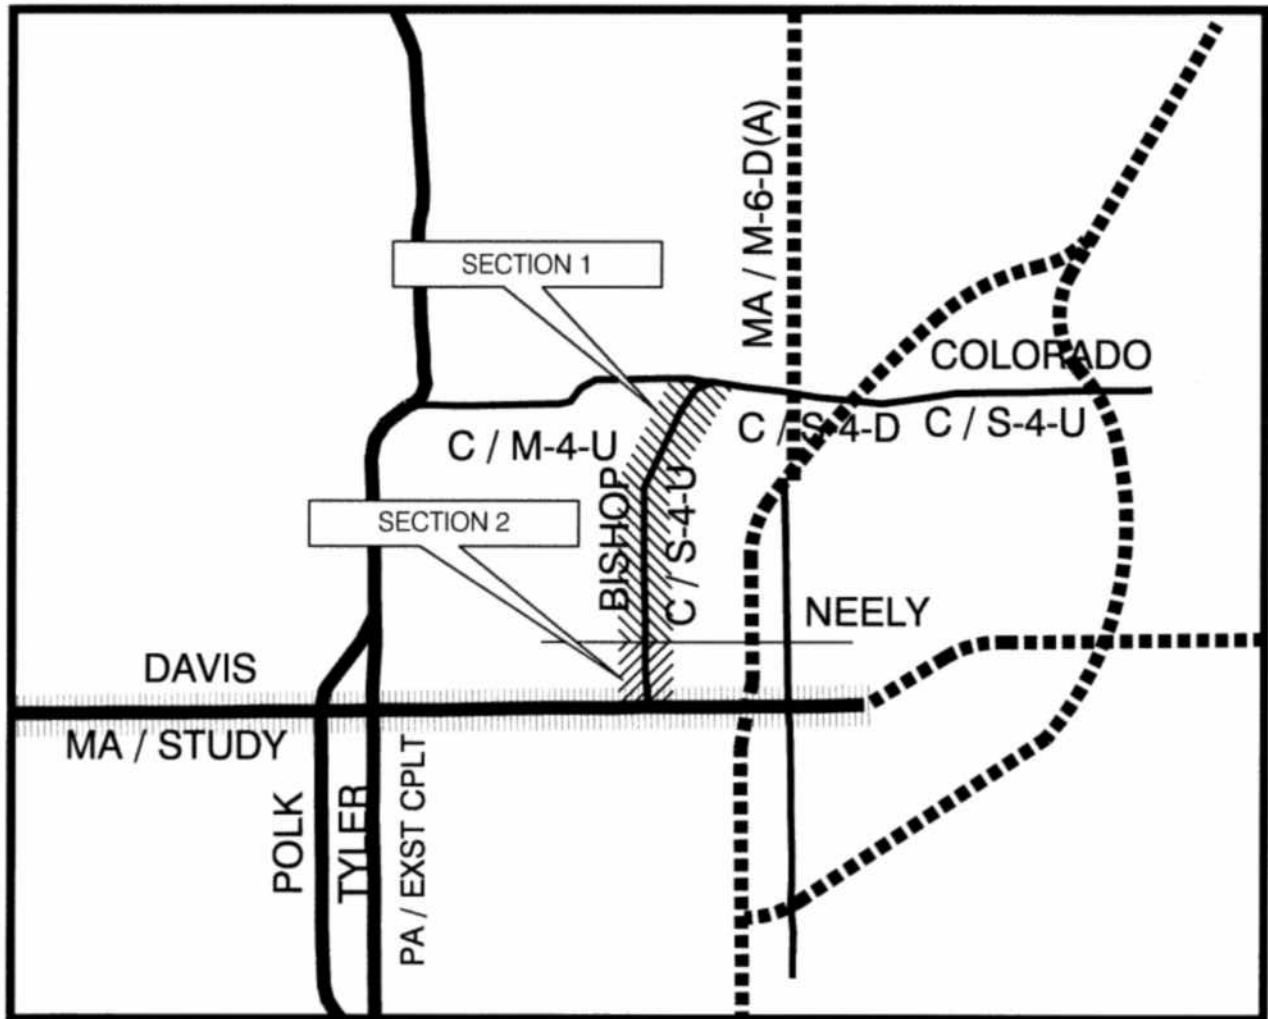 MA / M-6-D(A)
SECTION 1
COLORADO
C / M-4-U
C / S-4-D
C / S-4-U
BISHOP
C / S-4-U
SECTION 2
NEELY
DAVIS
MA / STUDY
POLK
TYLER
PA / EXST CPLT